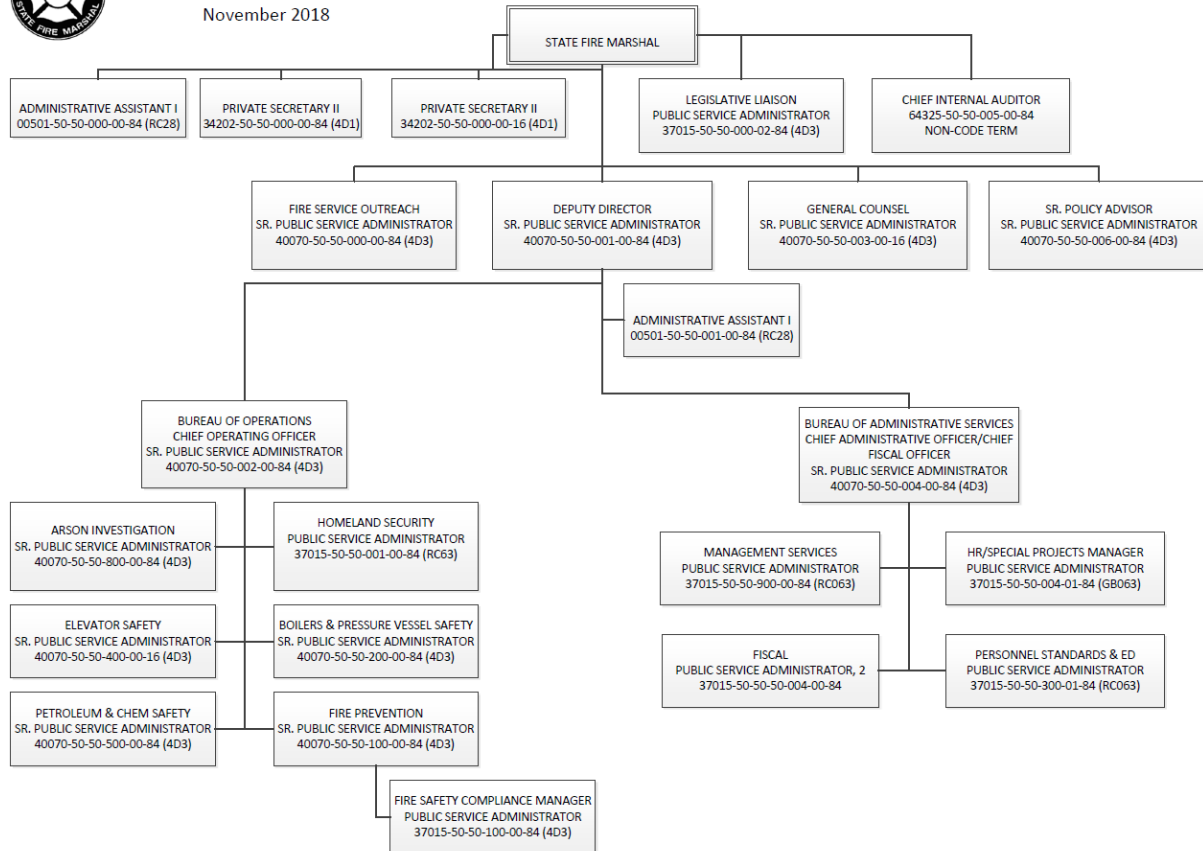 STATE FIRE MARSHAL
November 2018
STATE FIRE MARSHAL
ADMINISTRATIVE ASSISTANT I
00501-50-50-000-00-84 (RC28)
PRIVATE SECRETARY II
34202-50-50-000-00-84 (4D1)
PRIVATE SECRETARY II
34202-50-50-000-00-16 (4D1)
LEGISLATIVE LIAISON
PUBLIC SERVICE ADMINISTRATOR
37015-50-50-000-02-84 (4D3)
CHIEF INTERNAL AUDITOR
64325-50-50-005-00-84
NON-CODE TERM
FIRE SERVICE OUTREACH
SR. PUBLIC SERVICE ADMINISTRATOR
40070-50-50-000-00-84 (4D3)
DEPUTY DIRECTOR
SR. PUBLIC SERVICE ADMINISTRATOR
40070-50-50-001-00-84 (4D3)
GENERAL COUNSEL
SR. PUBLIC SERVICE ADMINISTRATOR
40070-50-50-003-00-16 (4D3)
SR. POLICY ADVISOR
SR. PUBLIC SERVICE ADMINISTRATOR
40070-50-50-006-00-84 (4D3)
ADMINISTRATIVE ASSISTANT I
00501-50-50-001-00-84 (RC28)
BUREAU OF OPERATIONS
CHIEF OPERATING OFFICER
SR. PUBLIC SERVICE ADMINISTRATOR
40070-50-50-002-00-84 (4D3)
BUREAU OF ADMINISTRATIVE SERVICES
CHIEF ADMINISTRATIVE OFFICER/CHIEF
FISCAL OFFICER
SR. PUBLIC SERVICE ADMINISTRATOR
40070-50-50-004-00-84 (4D3)
ARSON INVESTIGATION
SR. PUBLIC SERVICE ADMINISTRATOR
40070-50-50-800-00-84 (4D3)
HOMELAND SECURITY
PUBLIC SERVICE ADMINISTRATOR
37015-50-50-001-00-84 (RC63)
MANAGEMENT SERVICES
PUBLIC SERVICE ADMINISTRATOR
37015-50-50-900-00-84 (RC063)
HR/SPECIAL PROJECTS MANAGER
PUBLIC SERVICE ADMINISTRATOR
37015-50-50-004-01-84 (GB063)
ELEVATOR SAFETY
SR. PUBLIC SERVICE ADMINISTRATOR
40070-50-50-400-00-16 (4D3)
BOILERS & PRESSURE VESSEL SAFETY
SR. PUBLIC SERVICE ADMINISTRATOR
40070-50-50-200-00-84 (4D3)
FISCAL
PUBLIC SERVICE ADMINISTRATOR, 2
37015-50-50-50-004-00-84
PERSONNEL STANDARDS & ED
PUBLIC SERVICE ADMINISTRATOR
37015-50-50-300-01-84 (RC063)
PETROLEUM & CHEM SAFETY
SR. PUBLIC SERVICE ADMINISTRATOR
40070-50-50-500-00-84 (4D3)
FIRE PREVENTION
SR. PUBLIC SERVICE ADMINISTRATOR
40070-50-50-100-00-84 (4D3)
FIRE SAFETY COMPLIANCE MANAGER
PUBLIC SERVICE ADMINISTRATOR
37015-50-50-100-00-84 (4D3)